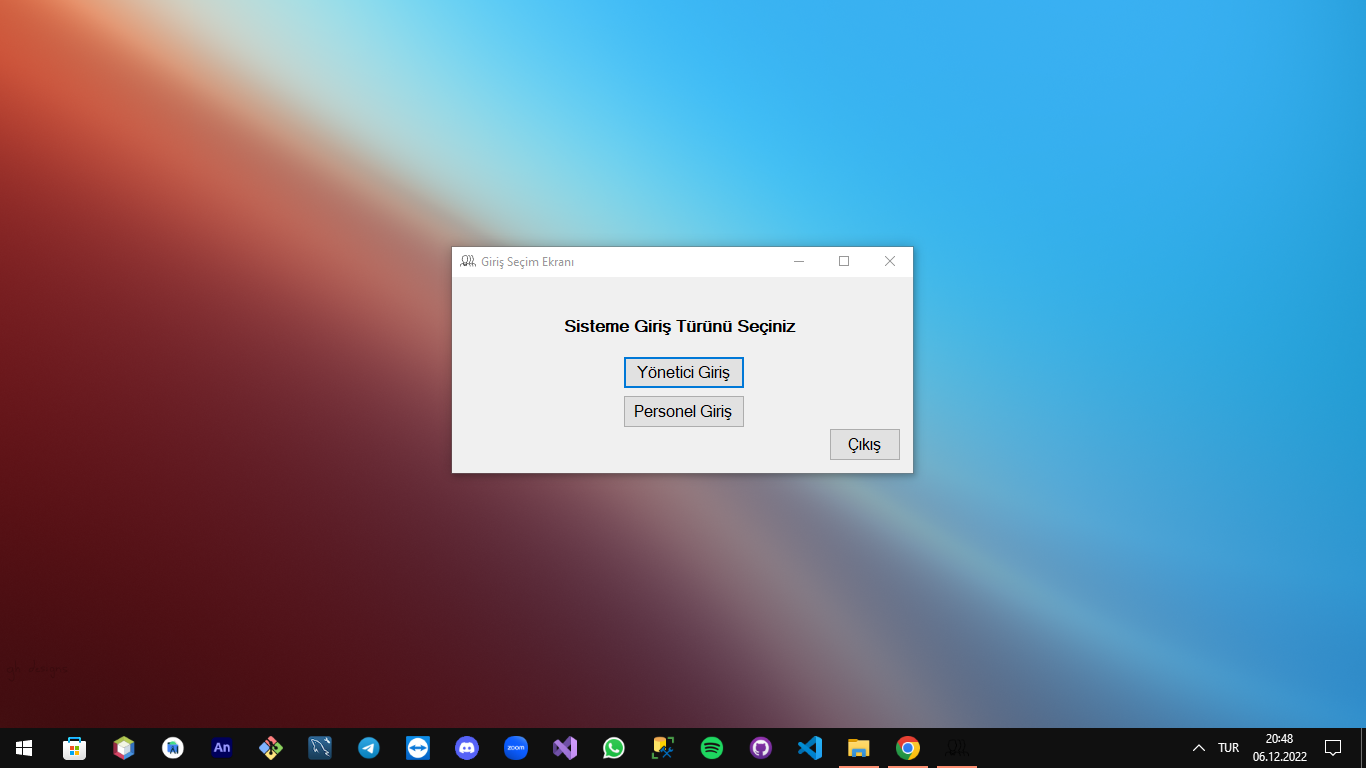 Giriş Seçim Ekranı
Sisteme Giriş Türünü Seçiniz
Yönetici Giriş
Personel Giriş
Çıkış
An
zoom
TUR
20:48
06.12.2022